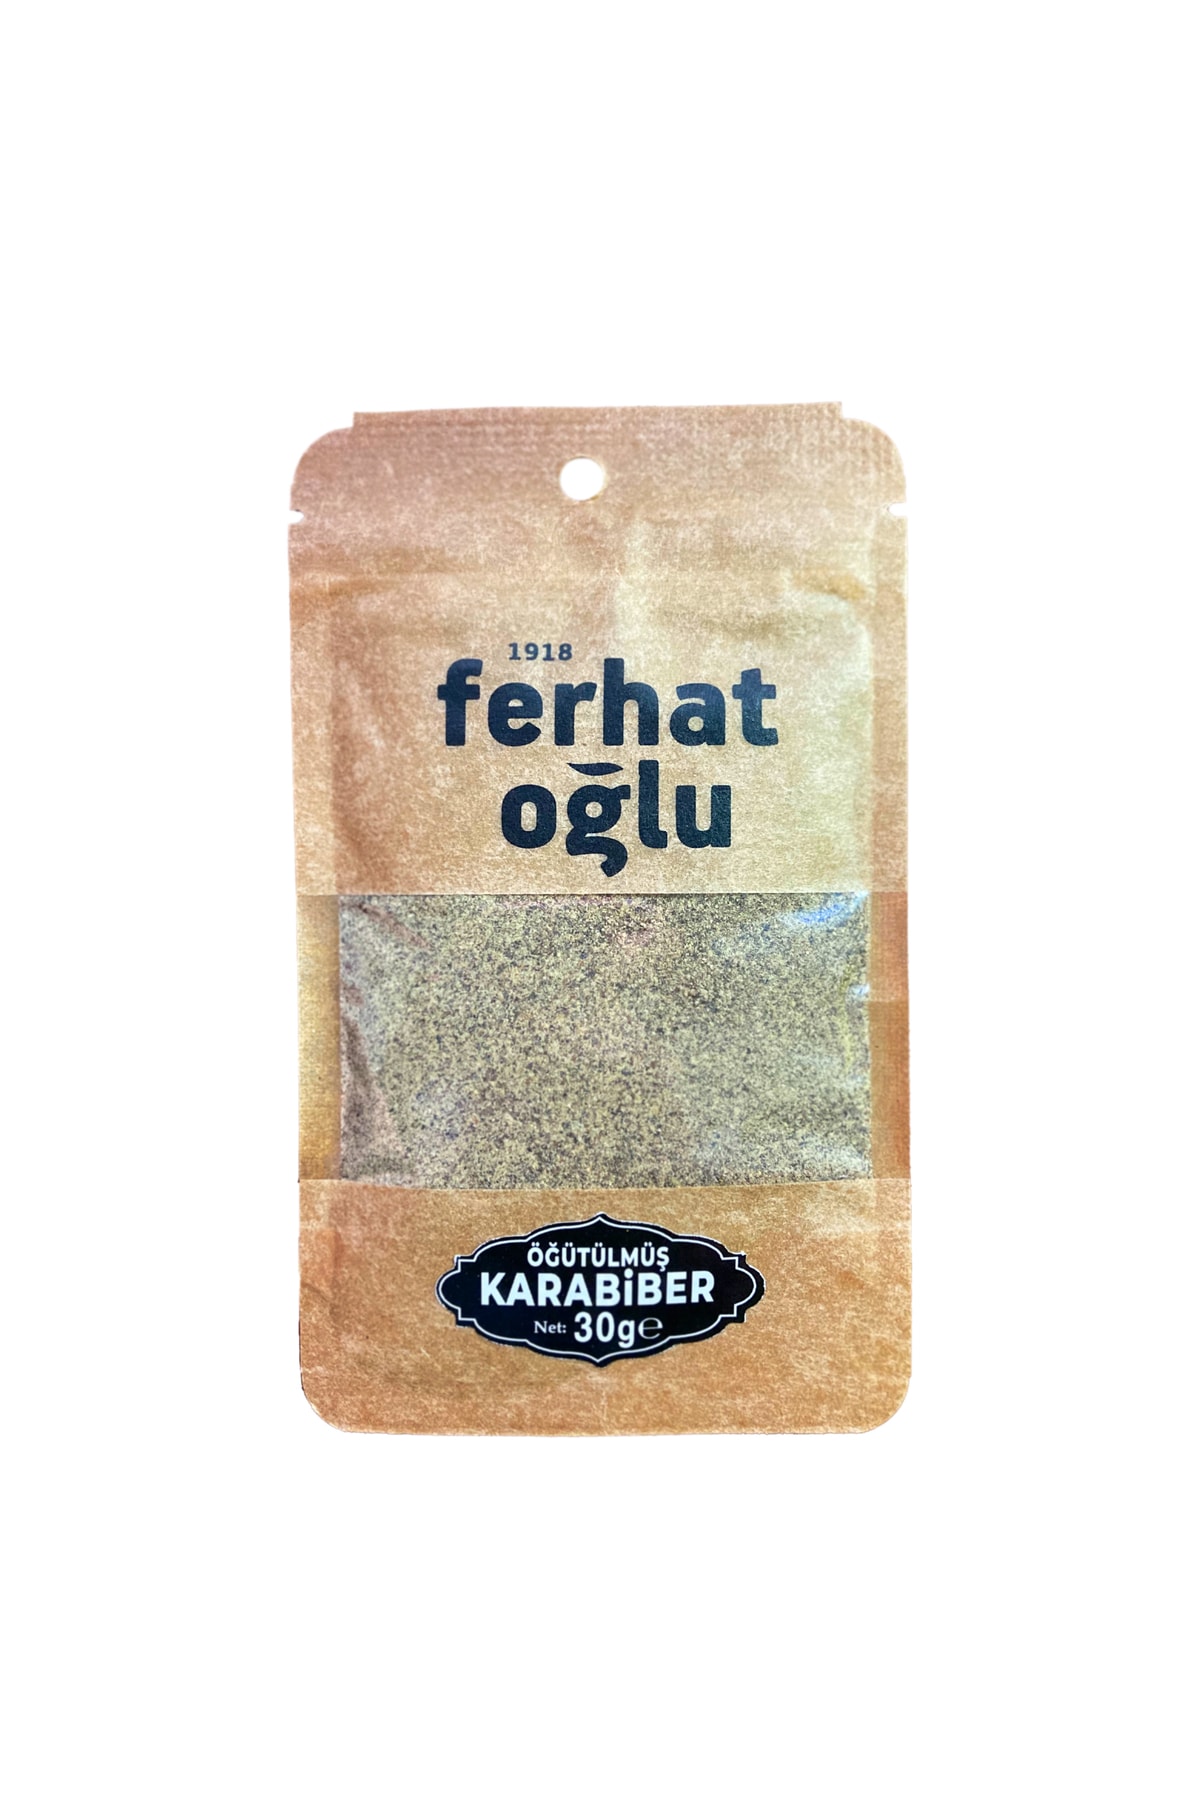 1918
ferhat
oğlu
ÖĞÜTÜLMÜŞ
KARABİBER
Net: 30g℮